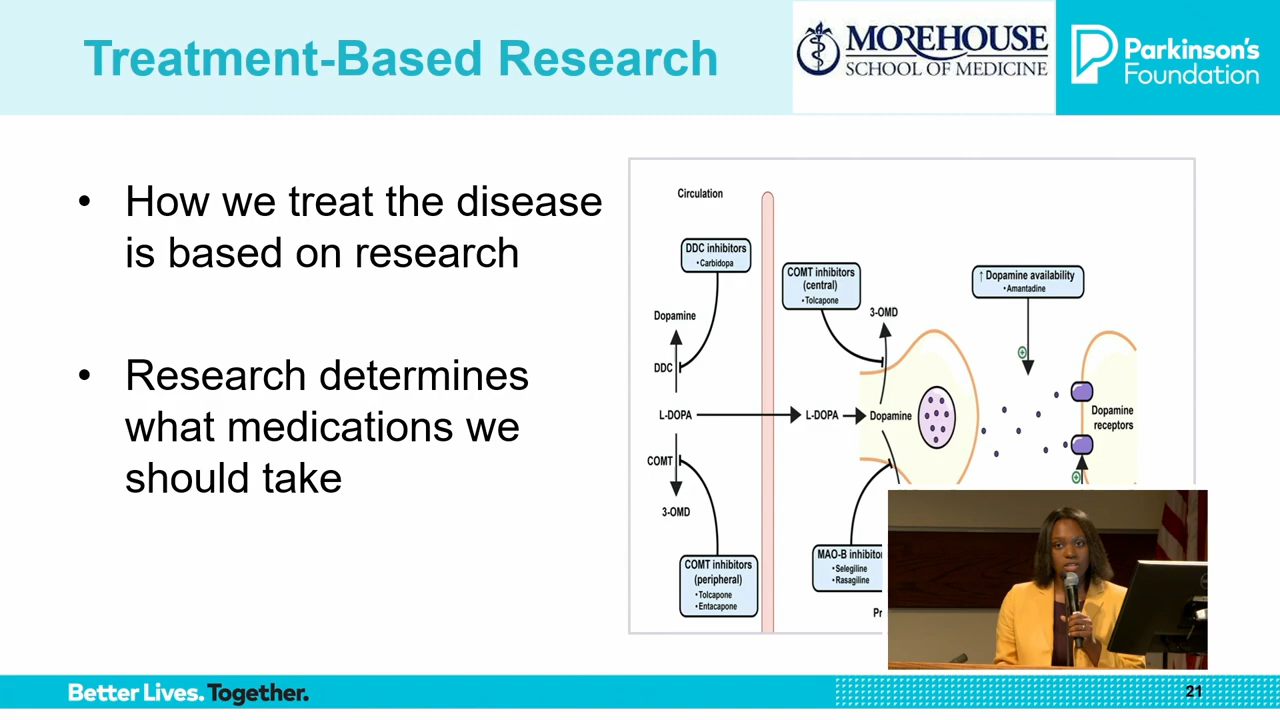 Treatment-Based Research
MOREHOUSE
SCHOOL OF MEDICINE
Parkinson's
Foundation
• How we treat the disease
is based on research
• Research determines
what medications we
should take
Circulation
DDC inhibitors
• Carbidopa
Dopamine
DDC
L-DOPA
COMT
3-OMD
COMT inhibitors
(peripheral)
• Tolcapone
• Entacapone
COMT inhibitors
(central)
• Tolcapone
3-OMD
L-DOPA
Dopamine
↑ Dopamine availability
• Amantadine
Dopamine
receptors
MAO-B
• Selegiline
• Rasagiline
Better Lives. Together.
21